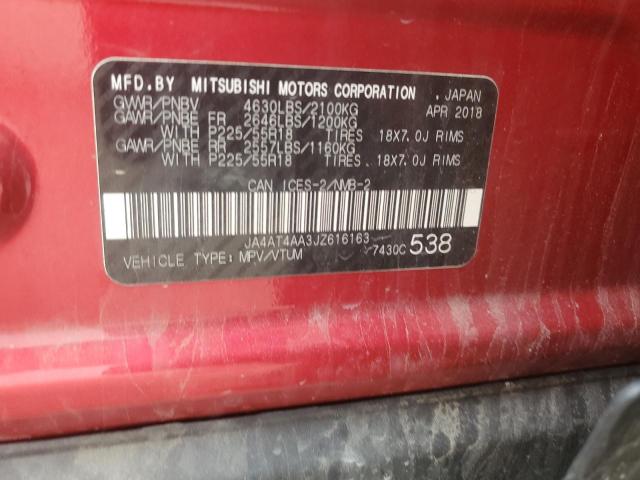 MFD.BY MITSUBISHI MOTORS CORPORATION , JAPAN
GVWR/PNBV 4630LBS/2100KG APR 2018
GAWR/PNBE FR 2646LBS/1200KG
WITH P225/55R18 TIRES 18X7.0J RIMS
GAWR/PNBE RR 2557LBS/1160KG
WITH P225/55R18 TIRES 18X7.0J RIMS
CAN ICES-2/NMB-2
JA4AT4AA3JZ616163
VEHICLE TYPE:MPV/VTUM 7430C 538